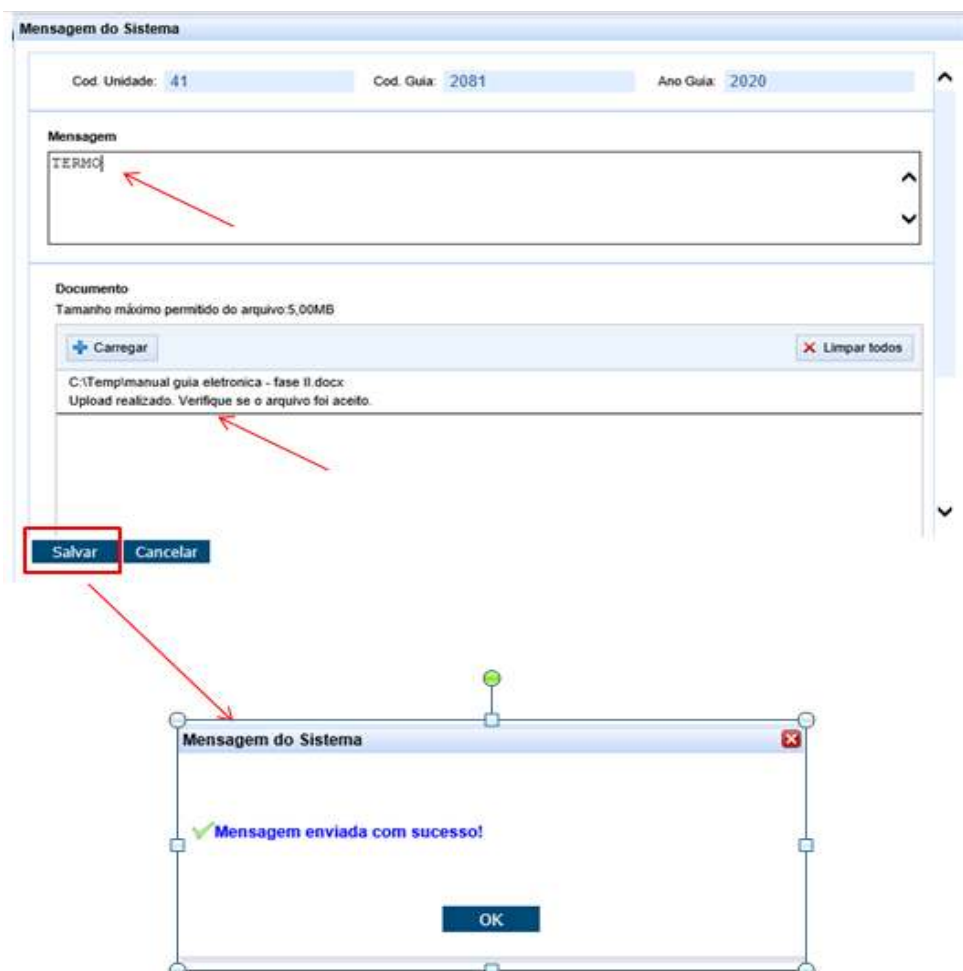 Mensagem do Sistema
Cod. Unidade: 41 Cod. Guia: 2081 Ano Guia: 2020
Mensagem
TERMO
Documento
Tamanho máximo permitido do arquivo:5,00MB
Carregar Limpar todos
C:\Temp\manual guia eletronica - fase II.docx
Upload realizado. Verifique se o arquivo foi aceito.
Salvar Cancelar
Mensagem do Sistema
Mensagem enviada com sucesso!
OK